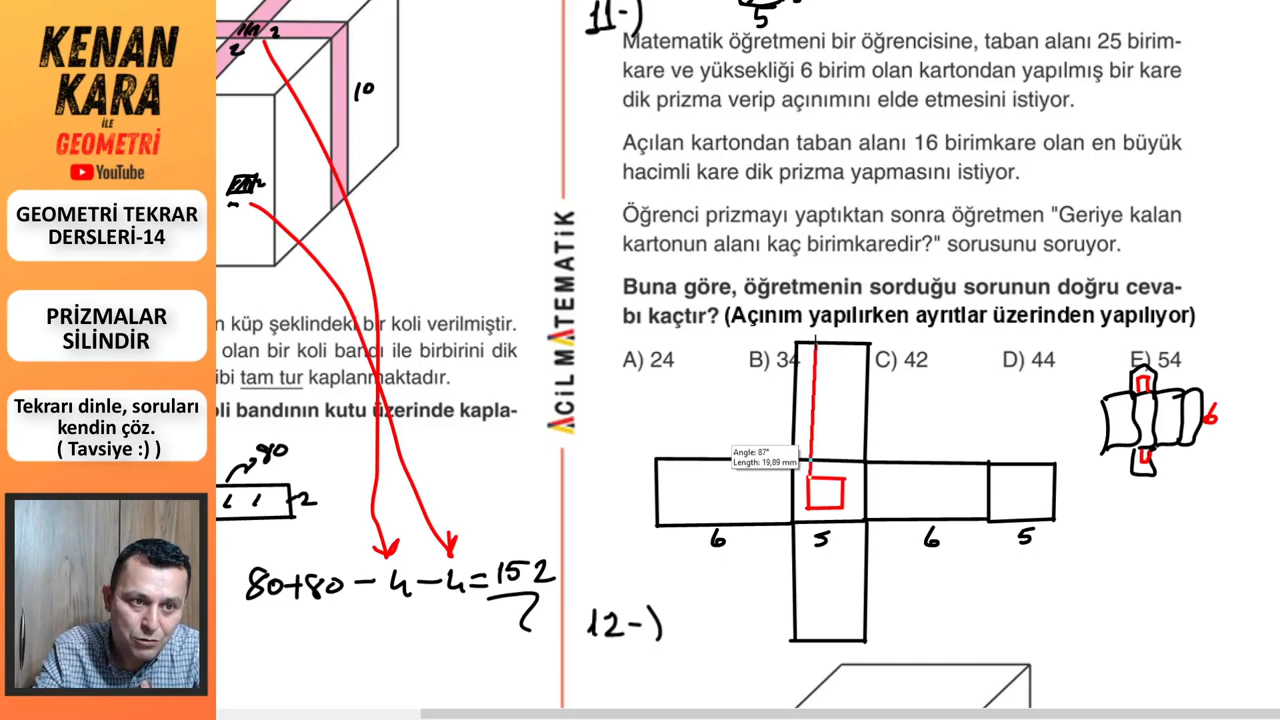 KENAN
KARA
İLE
GEOMETRİ
YouTube
GEOMETRİ TEKRAR
DERSLERİ-14
PRİZMALAR
SİLİNDİR
Tekrarı dinle, soruları
kendin çöz.
( Tavsiye :) )
2
2
10
n küp şeklindeki bir koli verilmiştir.
olan bir koli bandı ile birbirini dik
ibi tam tur kaplanmaktadır.
oli bandının kutu üzerinde kapla-
80
2
80+80-4-4=152
AÇILMATEMATİK
11-)
5
Matematik öğretmeni bir öğrencisine, taban alanı 25 birim-
kare ve yüksekliği 6 birim olan kartondan yapılmış bir kare
dik prizma verip açınımını elde etmesini istiyor.
Açılan kartondan taban alanı 16 birimkare olan en büyük
hacimli kare dik prizma yapmasını istiyor.
Öğrenci prizmayı yaptıktan sonra öğretmen "Geriye kalan
kartonun alanı kaç birimkaredir?" sorusunu soruyor.
Buna göre, öğretmenin sorduğu sorunun doğru ceva-
bı kaçtır? (Açınım yapılırken ayrıtlar üzerinden yapılıyor)
A) 24 B) 34 C) 42 D) 44 E) 54
6
Angle: 87°
Length: 19,89 mm
6 5 6 5
12-)